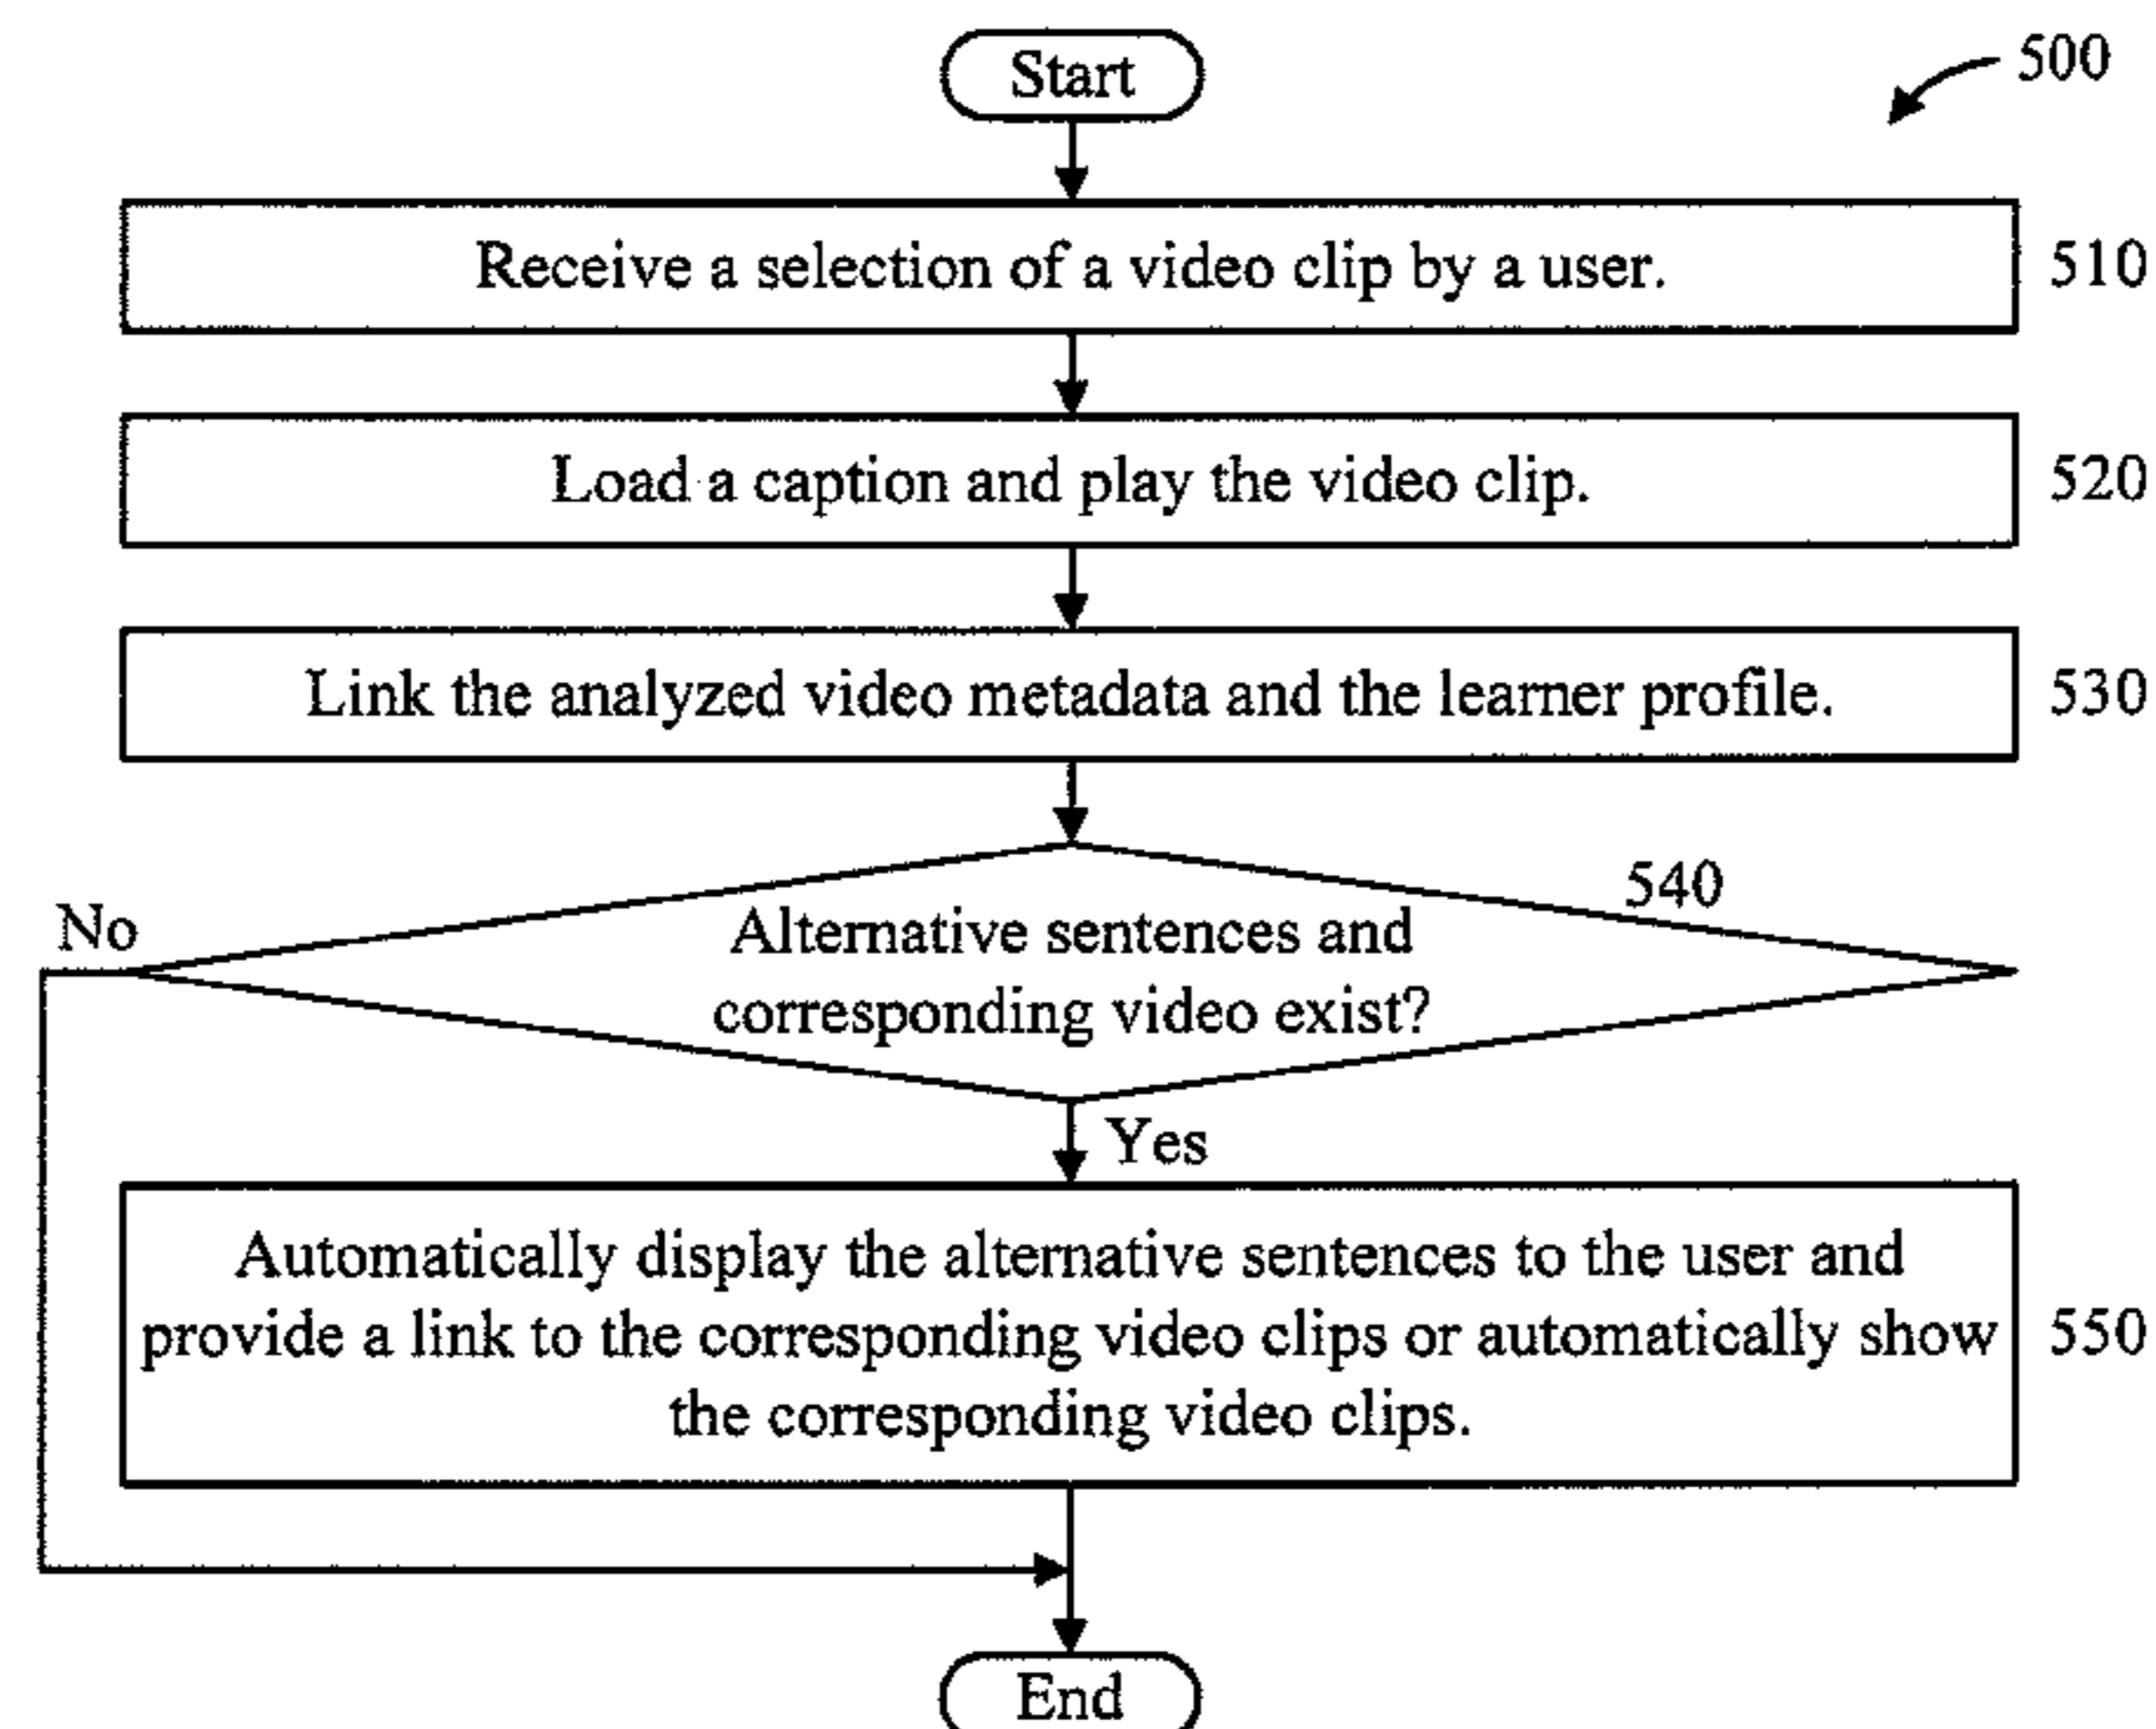 Start
500
Receive a selection of a video clip by a user.
510
Load a caption and play the video clip.
520
Link the analyzed video metadata and the learner profile.
530
540
No
Alternative sentences and
corresponding video exist?
Yes
Automatically display the alternative sentences to the user and
provide a link to the corresponding video clips or automatically show
the corresponding video clips.
550
End